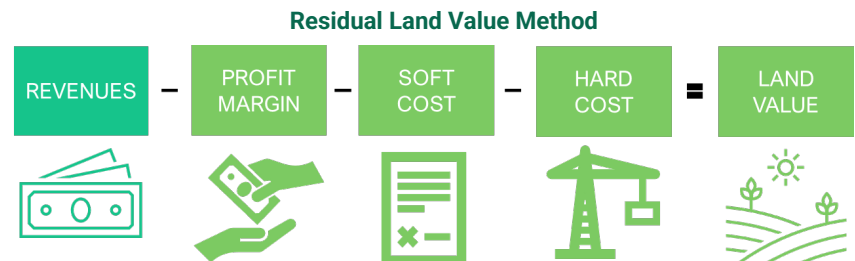 Residual Land Value Method
REVENUES – PROFIT MARGIN – SOFT COST – HARD COST = LAND VALUE